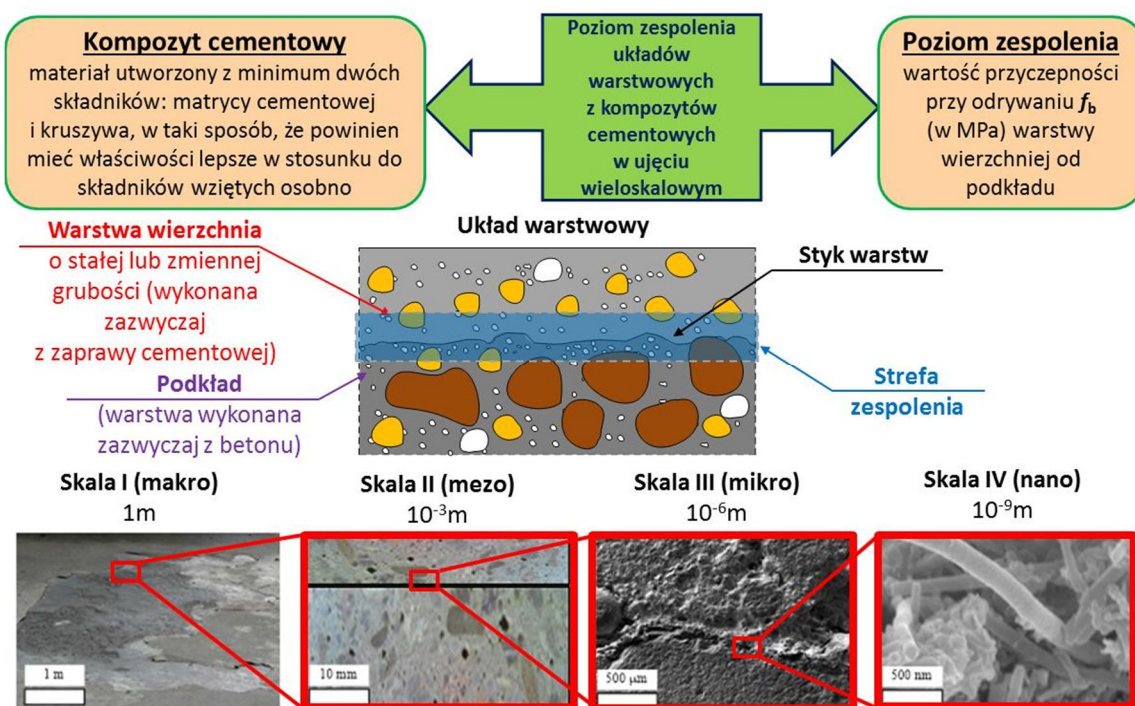 Kompozyt cementowy
materiał utworzony z minimum dwóch
składników: matrycy cementowej
i kruszywa, w taki sposób, że powinien
mieć właściwości lepsze w stosunku do
składników wziętych osobno
Poziom zespolenia
układów
warstwowych
z kompozytów
cementowych
w ujęciu
wieloskalowym
Poziom zespolenia
wartość przyczepności
przy odrywaniu fb
(w MPa) warstwy
wierzchniej od
podkładu
Układ warstwowy
Warstwa wierzchnia
o stałej lub zmiennej
grubości (wykonana
zazwyczaj
z zaprawy cementowej)
Podkład
(warstwa wykonana
zazwyczaj z betonu)
Styk warstw
Strefa
zespolenia
Skala I (makro)
1m
Skala II (mezo)
10⁻³m
Skala III (mikro)
10⁻⁶m
Skala IV (nano)
10⁻⁹m
1 m
10 mm
500 μm
500 nm